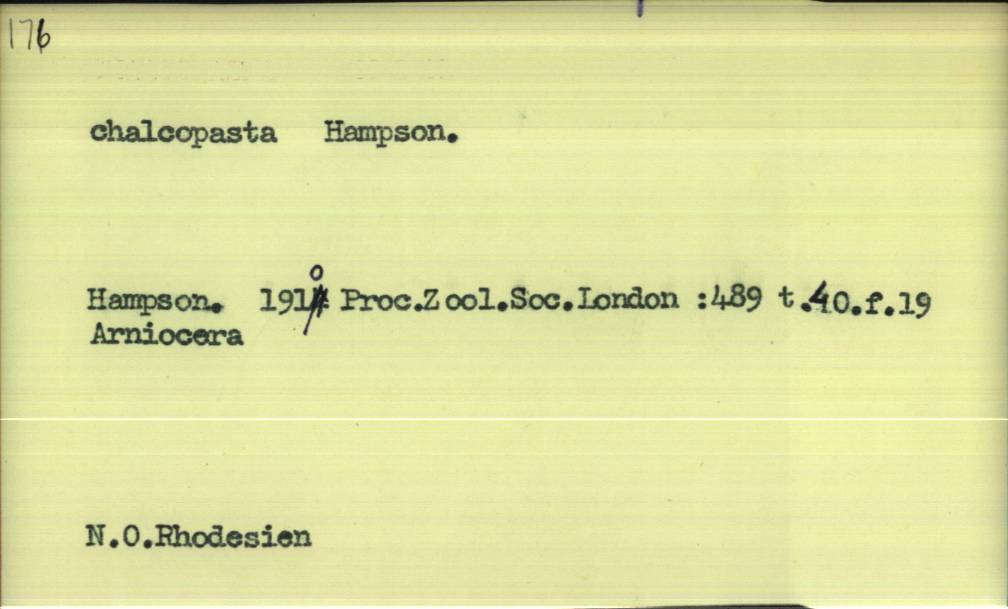 176
chalcopasta Hampson.
Hampson. 1910 Proc.Zool.Soc.London :489 t.40.f.19
Arniocera
N.O.Rhodesien